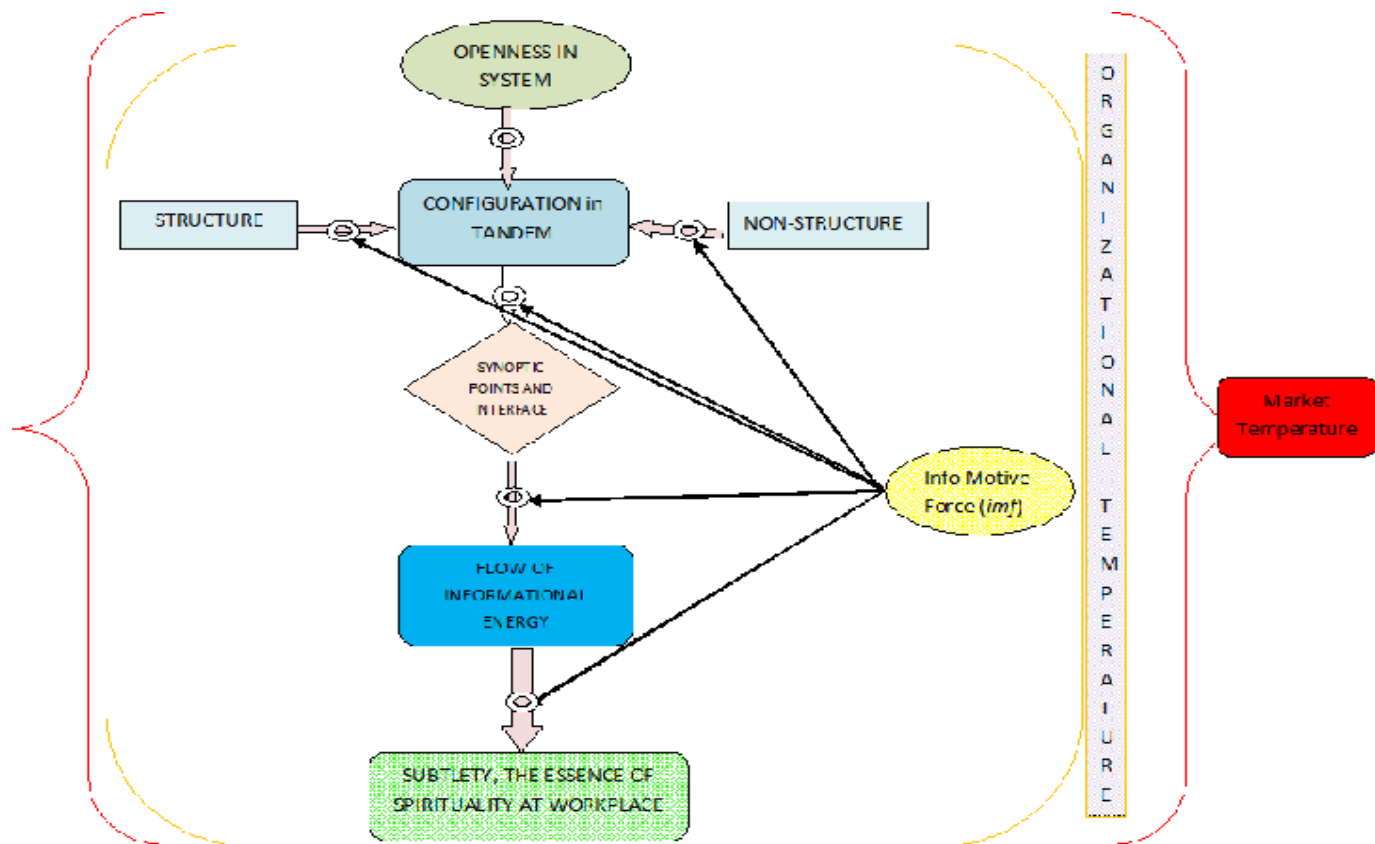 OPENNESS IN
SYSTEM
STRUCTURE
CONFIGURATION in
TANDEM
NON-STRUCTURE
SYNOPTIC
POINTS AND
INTERFACE
Info Motive
Force (imf)
FLOW OF
INFORMATIONAL
ENERGY
SUBTLETY, THE ESSENCE OF
SPIRITUALITY AT WORKPLACE
ORGANIZATIONAL TEMPERATURE
Market
Temperature